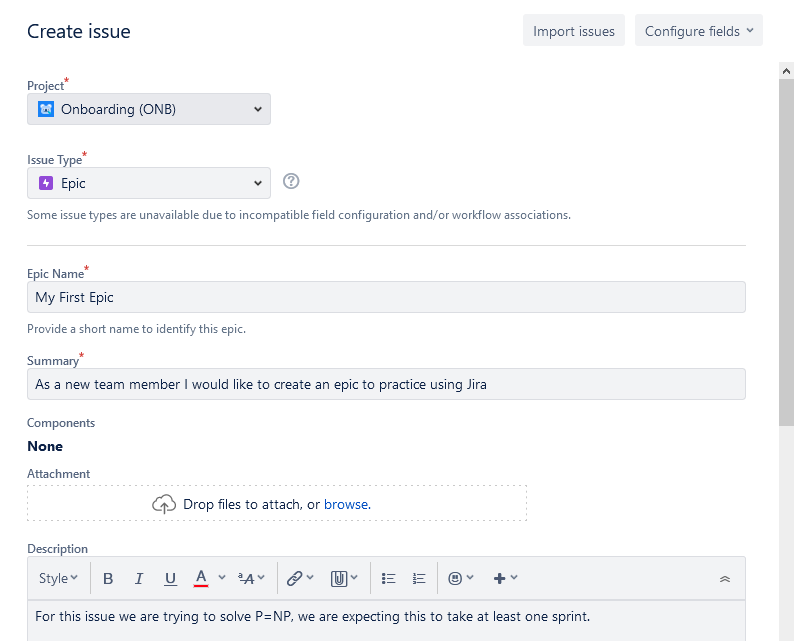 Create issue
Import issues
Configure fields
Project*
Onboarding (ONB)
Issue Type*
Epic
Some issue types are unavailable due to incompatible field configuration and/or workflow associations.
Epic Name*
My First Epic
Provide a short name to identify this epic.
Summary*
As a new team member I would like to create an epic to practice using Jira
Components
None
Attachment
Drop files to attach, or browse.
Description
Style B I U A ᵃA
For this issue we are trying to solve P=NP, we are expecting this to take at least one sprint.